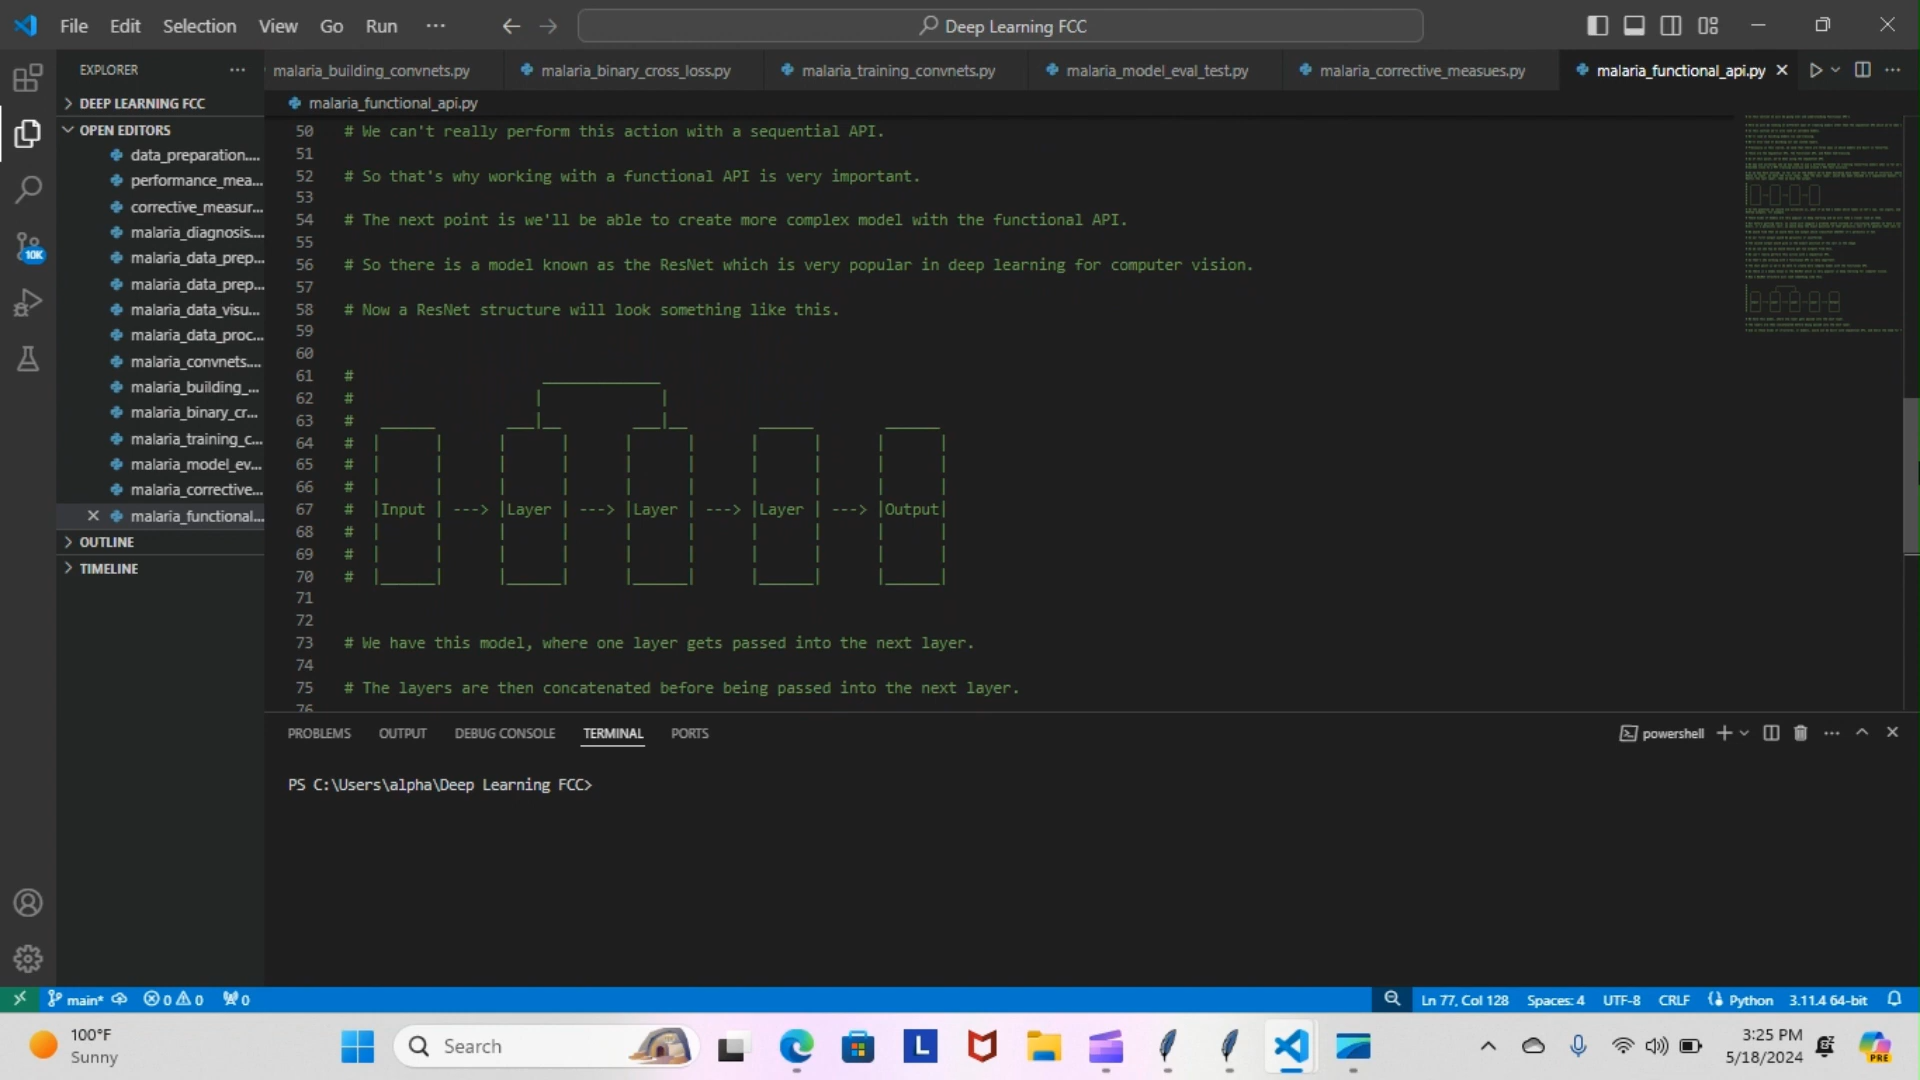 File Edit Selection View Go Run ··· Deep Learning FCC
EXPLORER ···
malaria_building_convnets.py malaria_binary_cross_loss.py malaria_training_convnets.py malaria_model_eval_test.py malaria_corrective_measues.py malaria_functional_api.py
DEEP LEARNING FCC
OPEN EDITORS
data_preparation....
performance_mea...
corrective_measur...
malaria_diagnosis....
malaria_data_prep...
malaria_data_prep...
malaria_data_visu...
malaria_data_proc...
malaria_convnets....
malaria_building_...
malaria_binary_cr...
malaria_training_c...
malaria_model_ev...
malaria_corrective...
malaria_functional...
OUTLINE
TIMELINE
10K
malaria_functional_api.py
50 # We can't really perform this action with a sequential API.
51
52 # So that's why working with a functional API is very important.
53
54 # The next point is we'll be able to create more complex model with the functional API.
55
56 # So there is a model known as the ResNet which is very popular in deep learning for computer vision.
57
58 # Now a ResNet structure will look something like this.
59
60
61 #
62 #
63 #
64 #
65 #
66 #
67 # |Input | ---> |Layer | ---> |Layer | ---> |Layer | ---> |Output|
68 #
69 #
70 #
71
72
73 # We have this model, where one layer gets passed into the next layer.
74
75 # The layers are then concatenated before being passed into the next layer.
76
PROBLEMS OUTPUT DEBUG CONSOLE TERMINAL PORTS powershell
PS C:\Users\alpha\Deep Learning FCC>
main* 0 0 0 Ln 77, Col 128 Spaces: 4 UTF-8 CRLF Python 3.11.4 64-bit
100°F
Sunny
Search
L
PRE
3:25 PM
5/18/2024